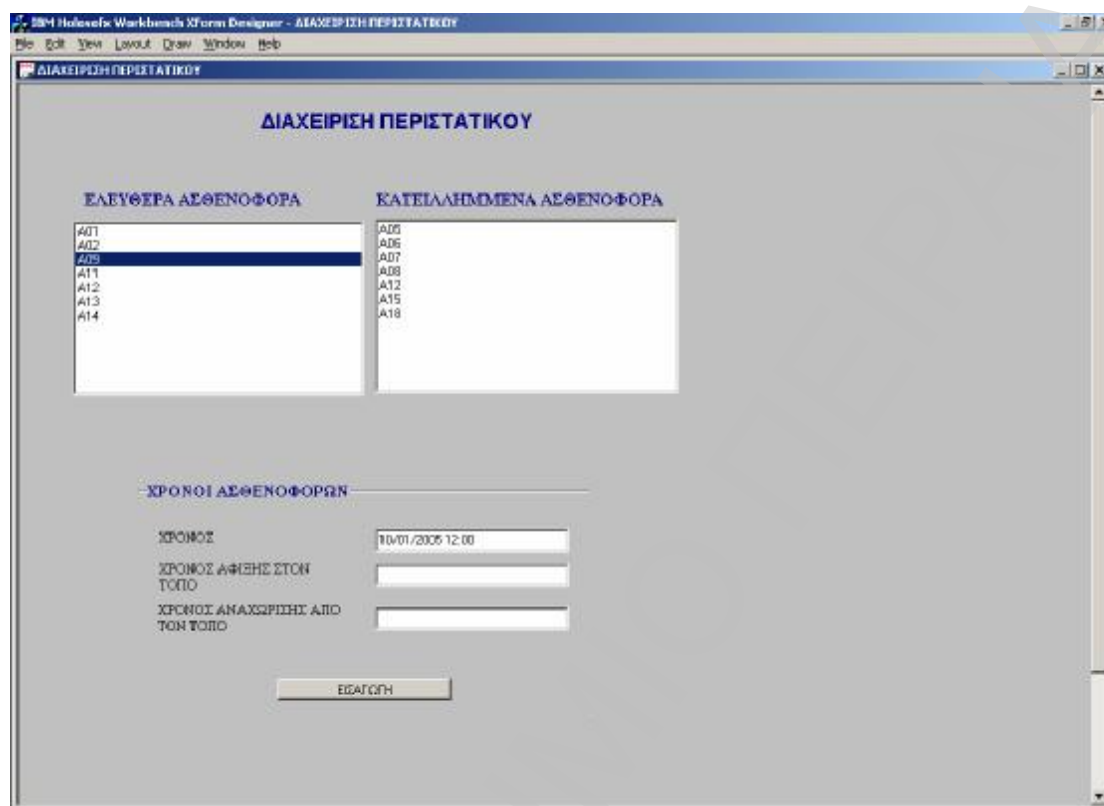 IBM Holosofx Workbench XForm Designer - ΔΙΑΧΕΙΡΙΣΗ ΠΕΡΙΣΤΑΤΙΚΟΥ
File Edit View Layout Draw Window Help
ΔΙΑΧΕΙΡΙΣΗ ΠΕΡΙΣΤΑΤΙΚΟΥ
ΔΙΑΧΕΙΡΙΣΗ ΠΕΡΙΣΤΑΤΙΚΟΥ
ΕΛΕΥΘΕΡΑ ΑΣΘΕΝΟΦΟΡΑ
A01
A02
A09
A11
A12
A13
A14
ΚΑΤΕΙΛΛΗΜΜΕΝΑ ΑΣΘΕΝΟΦΟΡΑ
A05
A06
A07
A08
A12
A15
A18
ΧΡΟΝΟΙ ΑΣΘΕΝΟΦΟΡΩΝ
ΧΡΟΝΟΣ
10/01/2005 12:00
ΧΡΟΝΟΣ ΑΦΙΞΗΣ ΣΤΟΝ
ΤΟΠΟ
ΧΡΟΝΟΣ ΑΝΑΧΩΡΙΣΗΣ ΑΠΟ
ΤΟΝ ΤΟΠΟ
ΕΙΣΑΓΩΓΗ